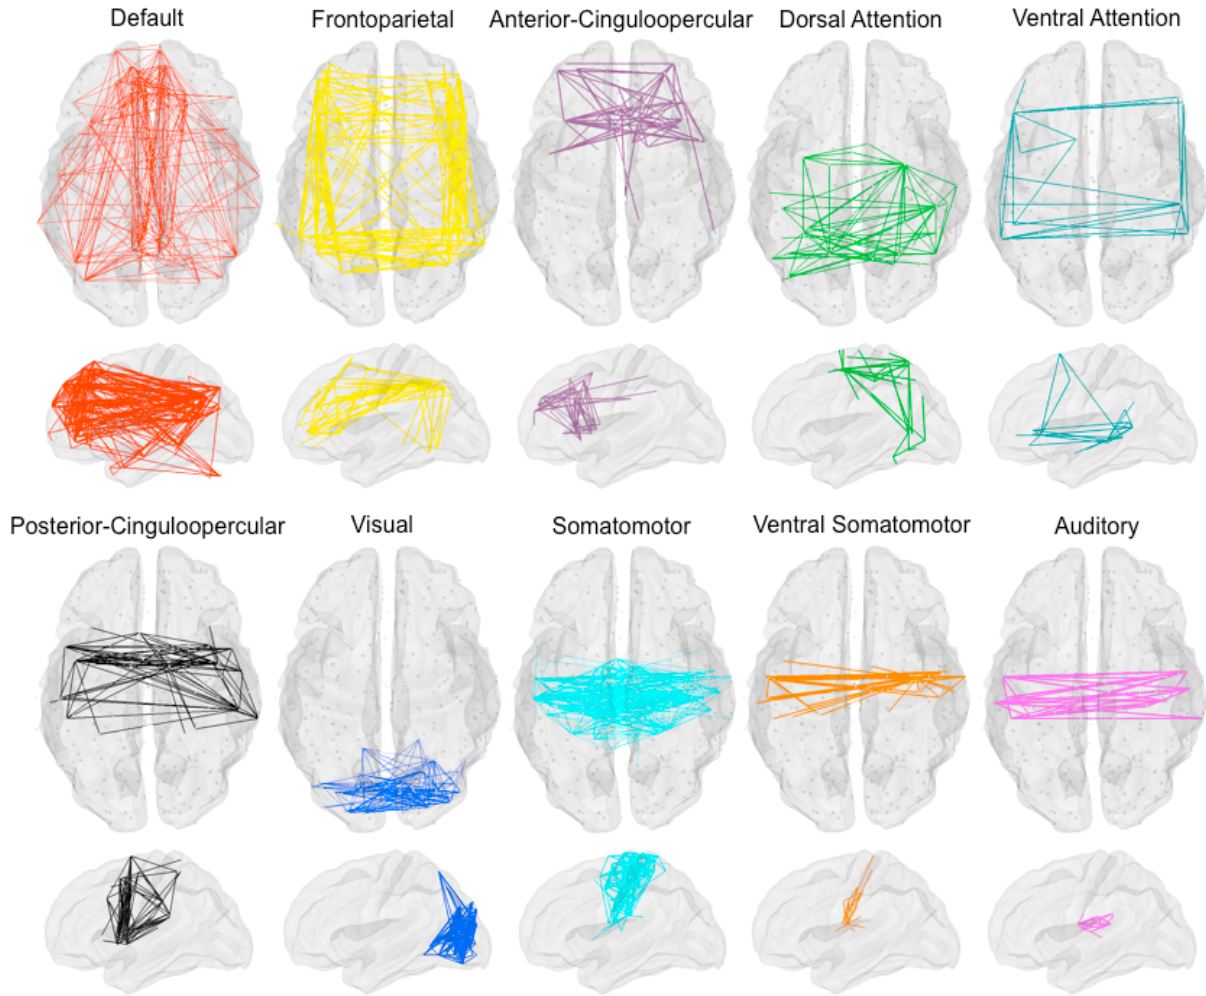 Default
Frontoparietal
Anterior-Cinguloopercular
Dorsal Attention
Ventral Attention
Posterior-Cinguloopercular
Visual
Somatomotor
Ventral Somatomotor
Auditory